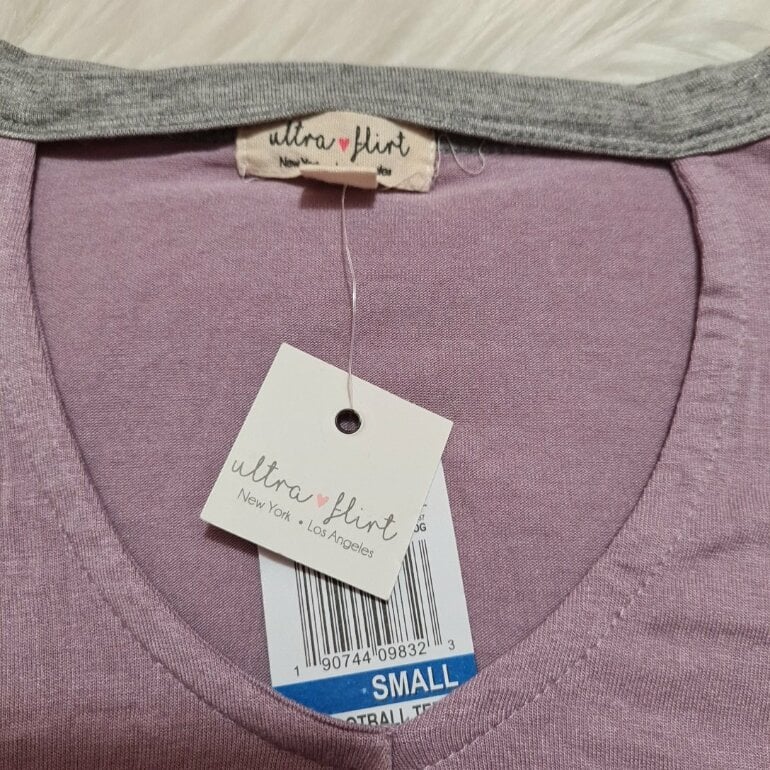 ultra ♥ flirt
ultra ♥ flirt
New York • Los Angeles
1 90744 09832 3
SMALL